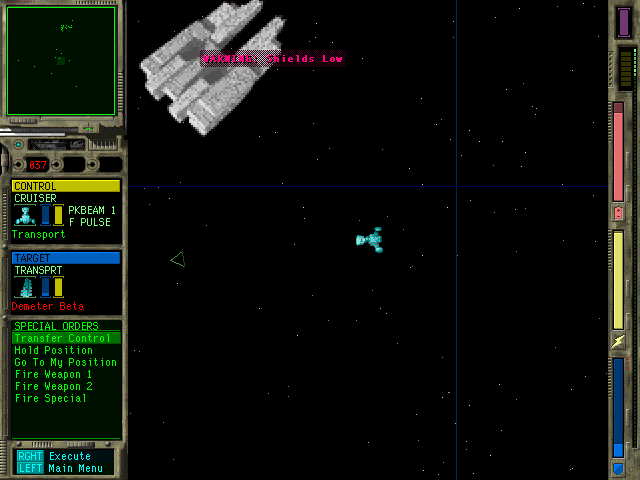 WARNING: Shields Low
037
CONTROL
CRUISER
PKBEAM 1
F PULSE
Transport
TARGET
TRANSPRT
Demeter Beta
SPECIAL ORDERS
Transfer Control
Hold Position
Go To My Position
Fire Weapon 1
Fire Weapon 2
Fire Special
RGHT Execute
LEFT Main Menu